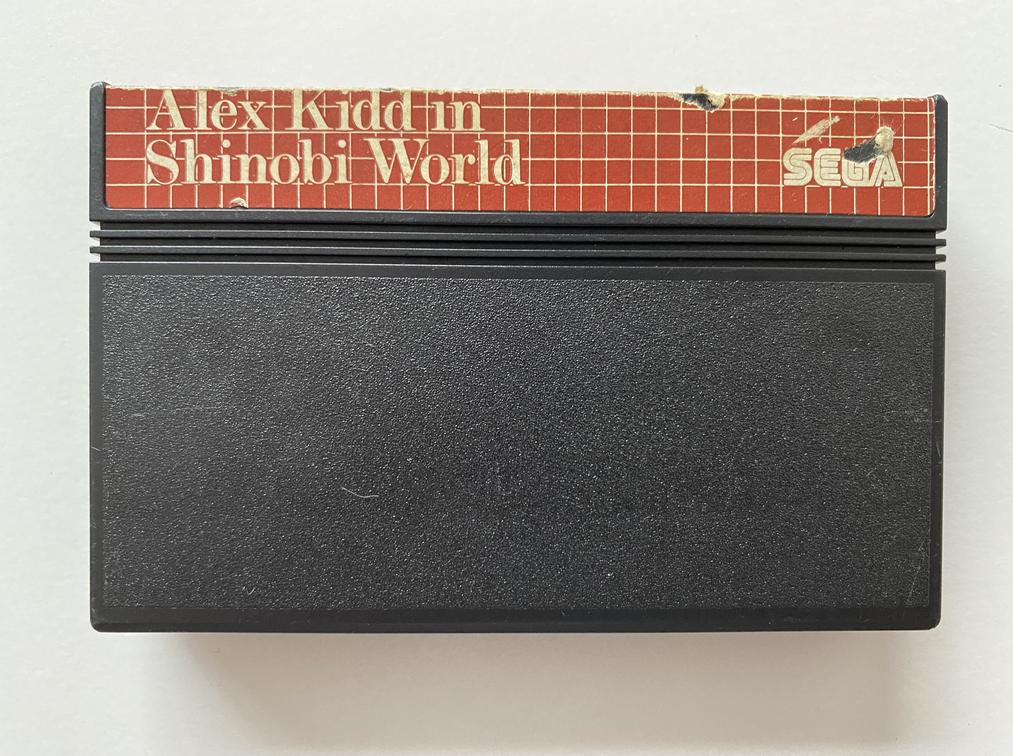 Alex Kidd in
Shinobi World
SEGA